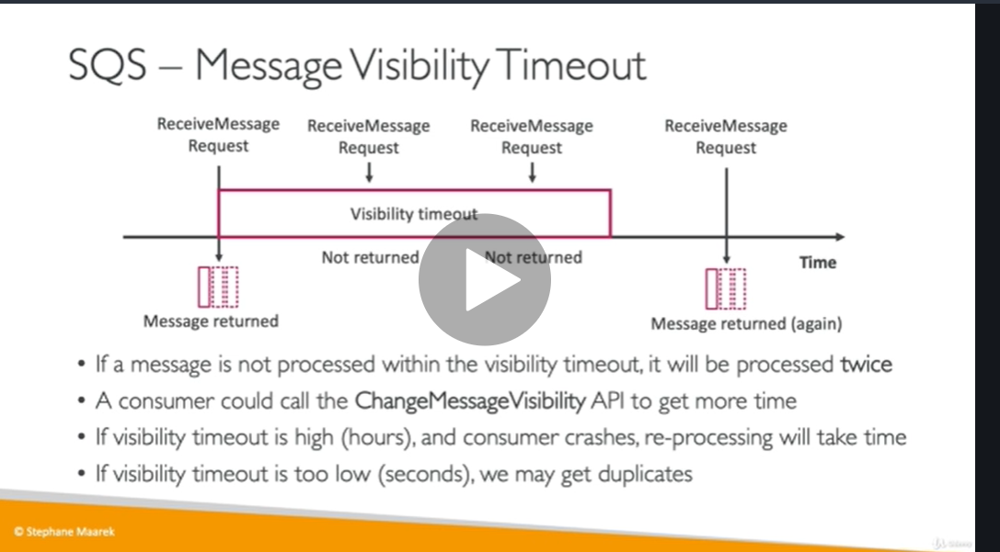 SQS – Message Visibility Timeout
ReceiveMessage Request
ReceiveMessage Request
ReceiveMessage Request
ReceiveMessage Request
Visibility timeout
Not returned
Not returned
Time
Message returned
Message returned (again)
• If a message is not processed within the visibility timeout, it will be processed twice
• A consumer could call the ChangeMessageVisibility API to get more time
• If visibility timeout is high (hours), and consumer crashes, re-processing will take time
• If visibility timeout is too low (seconds), we may get duplicates
© Stephane Maarek